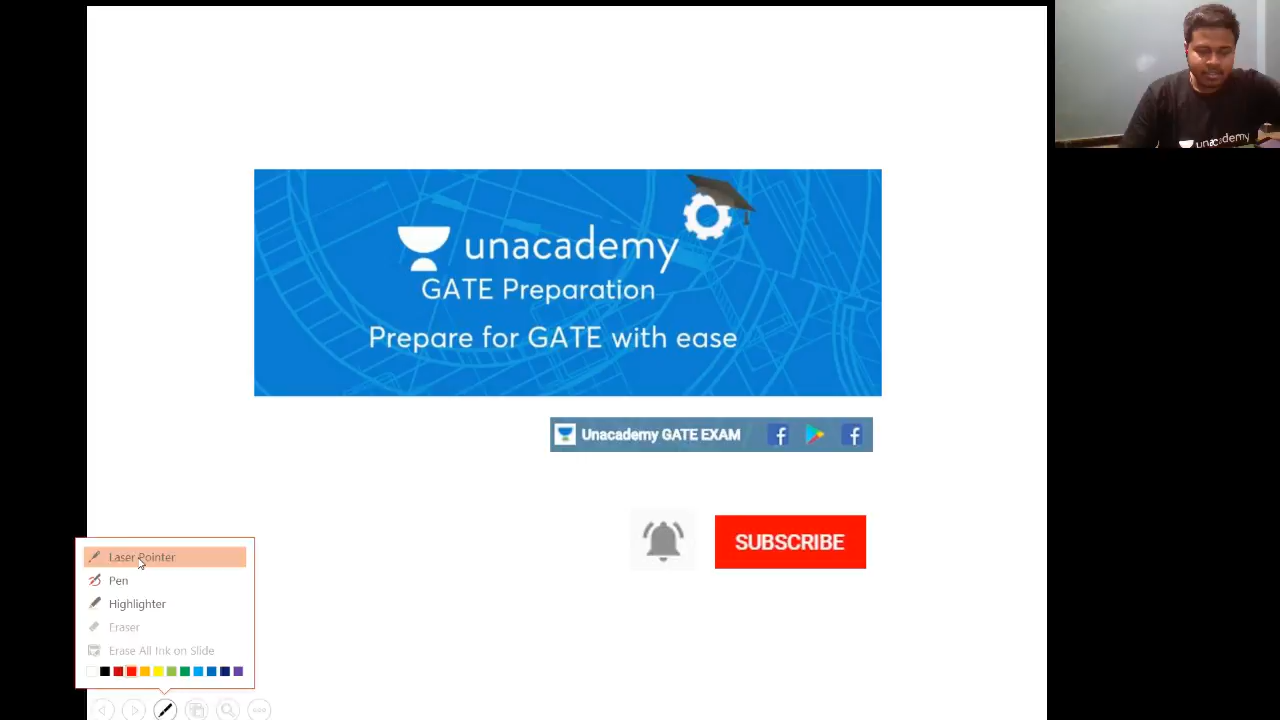 unacademy
GATE Preparation
Prepare for GATE with ease
Unacademy GATE EXAM
SUBSCRIBE
Laser Pointer
Pen
Highlighter
Eraser
Erase All Ink on Slide
unacademy